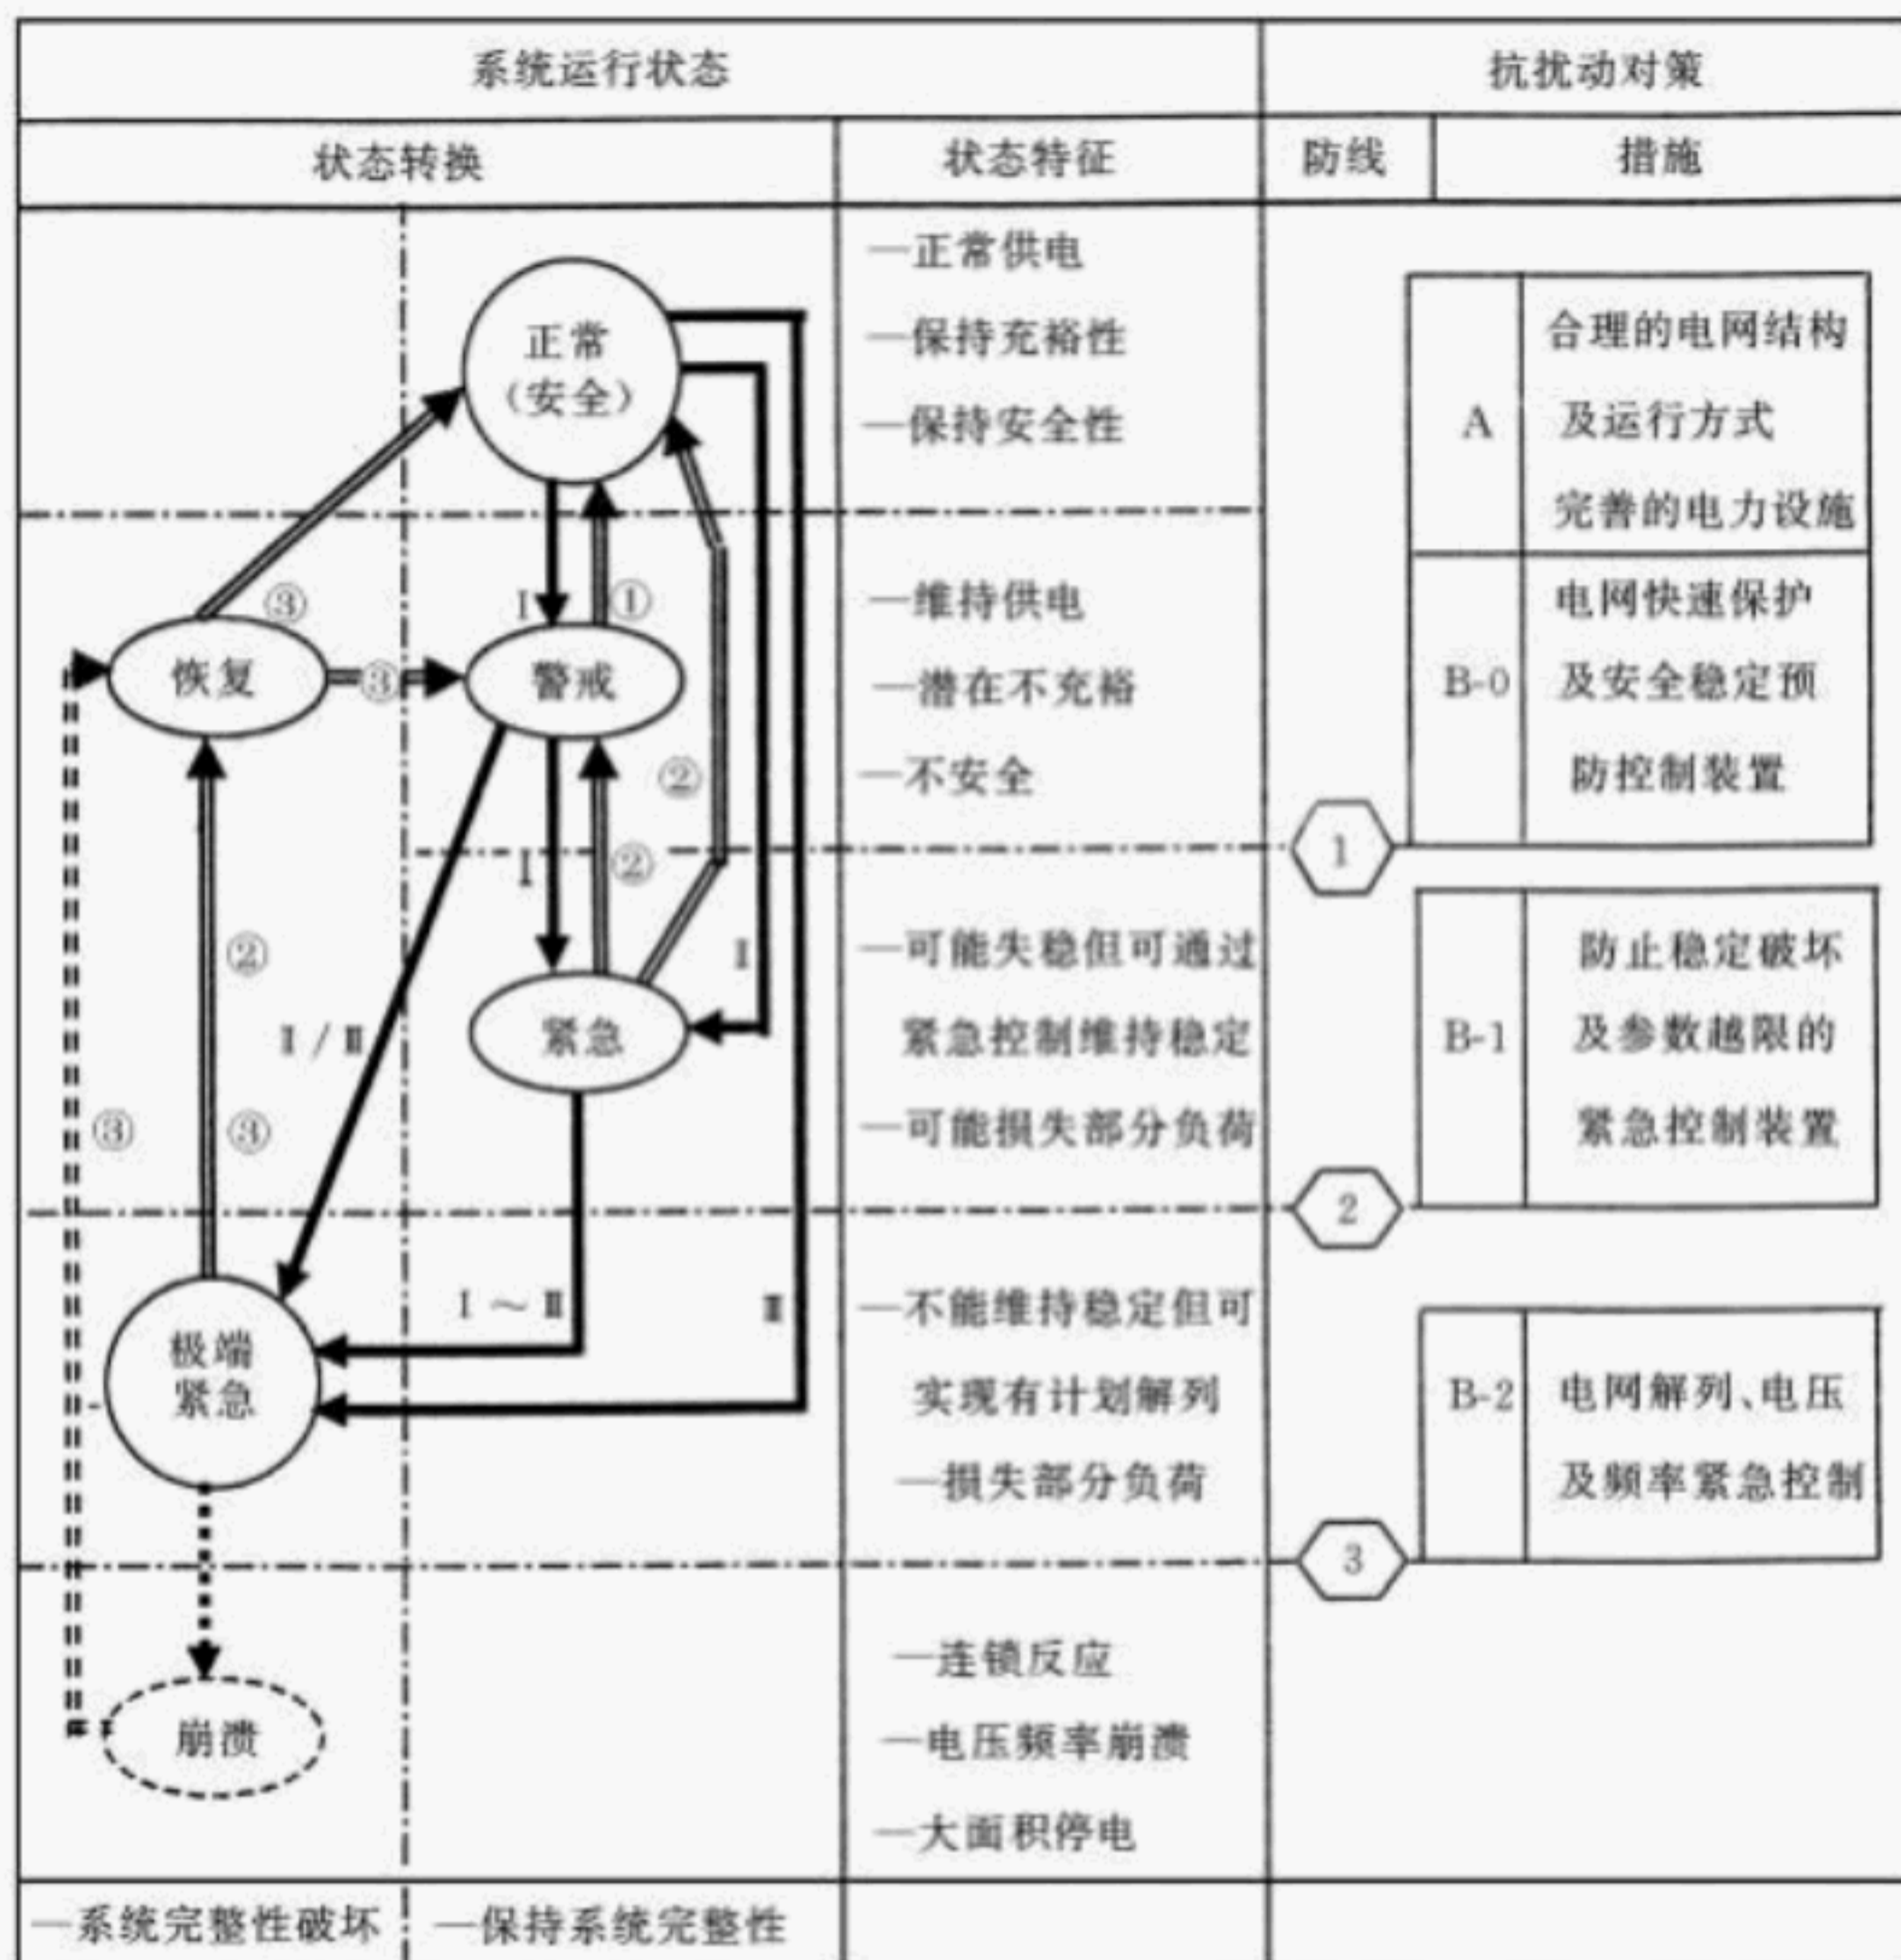 系统运行状态
抗扰动对策
状态转换
状态特征
防线
措施
正常
(安全)
I
①
③
恢复
③
警戒
②
I
②
②
Ⅱ
Ⅱ/Ⅲ
紧急
③
③
I～Ⅲ
Ⅲ
极端
紧急
崩溃
—正常供电
—保持充裕性
—保持安全性
—维持供电
—潜在不充裕
—不安全
—可能失稳但可通过
紧急控制维持稳定
—可能损失部分负荷
—不能维持稳定但可
实现有计划解列
—损失部分负荷
—连锁反应
—电压频率崩溃
—大面积停电
1
2
3
A
合理的电网结构
及运行方式
完善的电力设施
B-0
电网快速保护
及安全稳定预
防控制装置
B-1
防止稳定破坏
及参数越限的
紧急控制装置
B-2
电网解列、电压
及频率紧急控制
—系统完整性破坏
—保持系统完整性